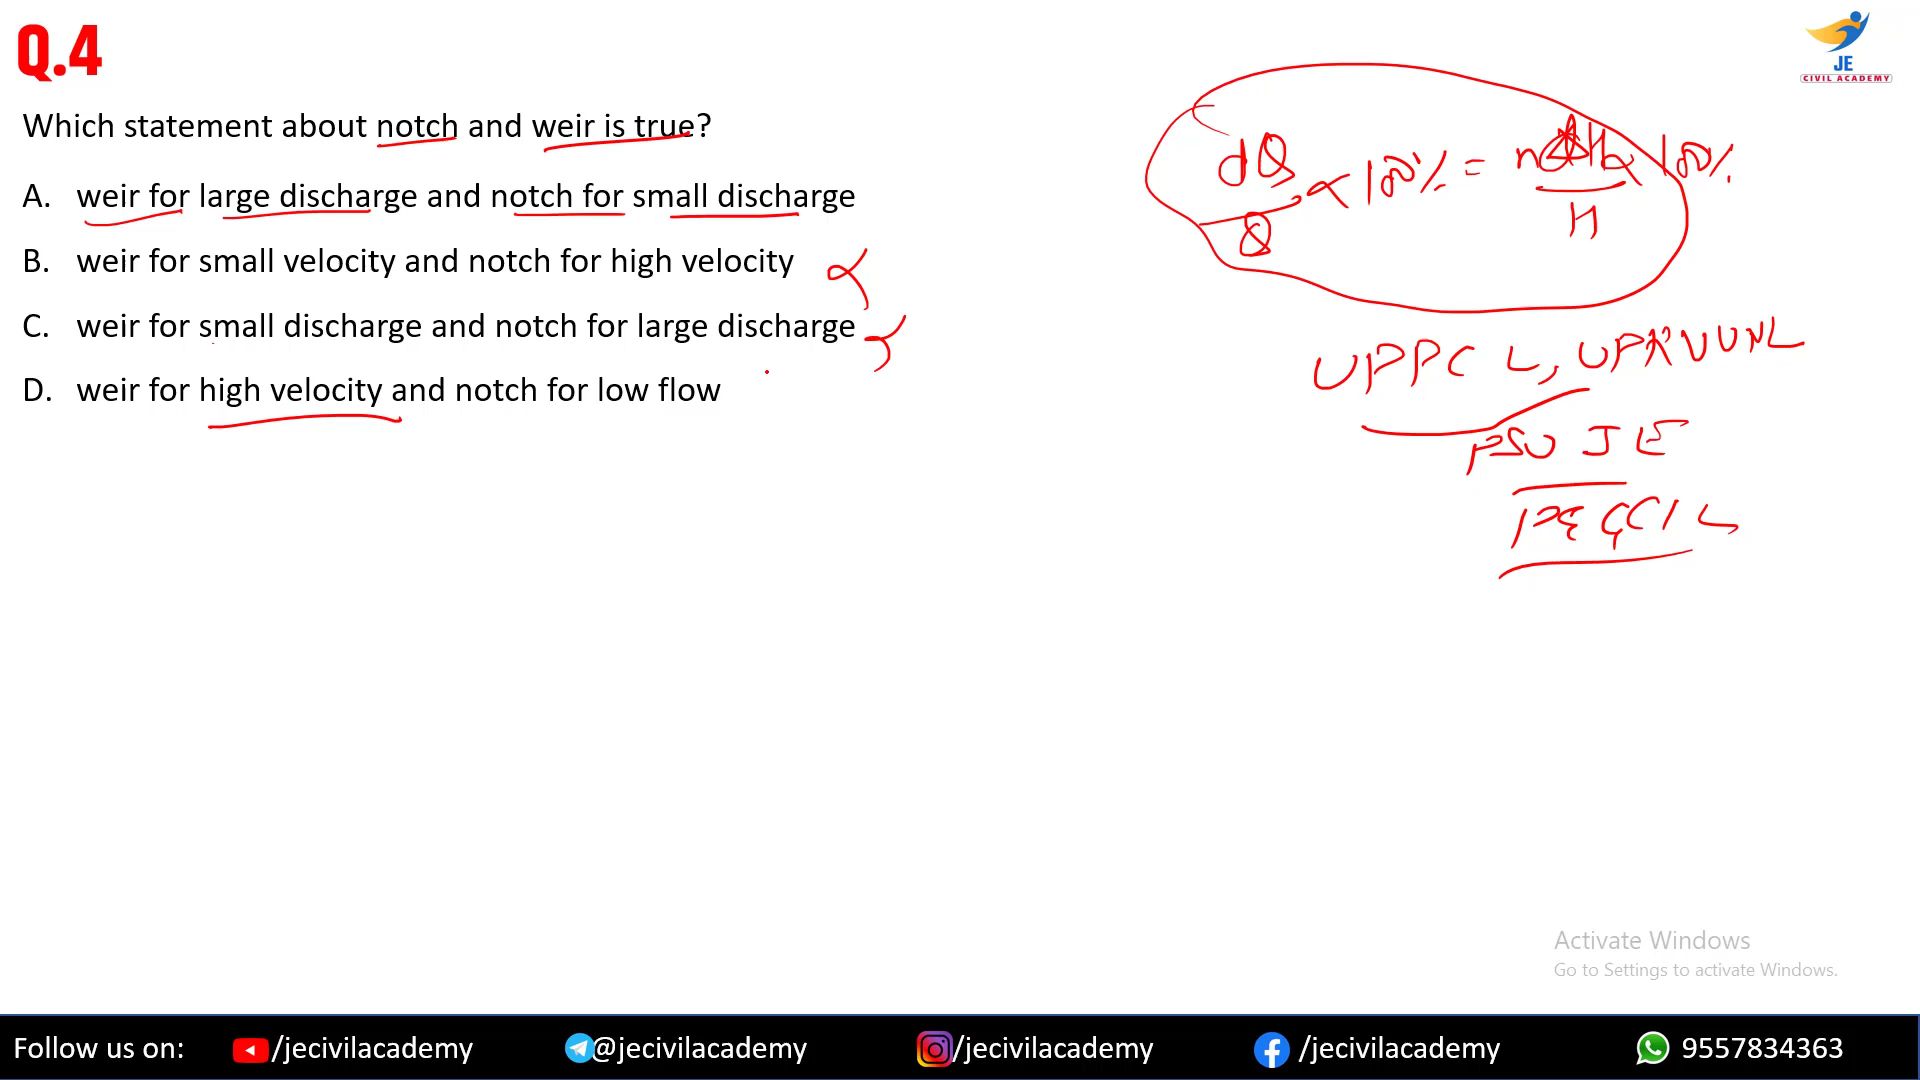 Q.4
JE
CIVIL ACADEMY
Which statement about notch and weir is true?
A. weir for large discharge and notch for small discharge
B. weir for small velocity and notch for high velocity
C. weir for small discharge and notch for large discharge
D. weir for high velocity and notch for low flow
dQ/Q × 100% = n dH/H × 100%
UPPCL, UPRVUNL
PSU JE
Activate Windows
Go to Settings to activate Windows.
Follow us on: /jecivilacademy @jecivilacademy /jecivilacademy /jecivilacademy 9557834363